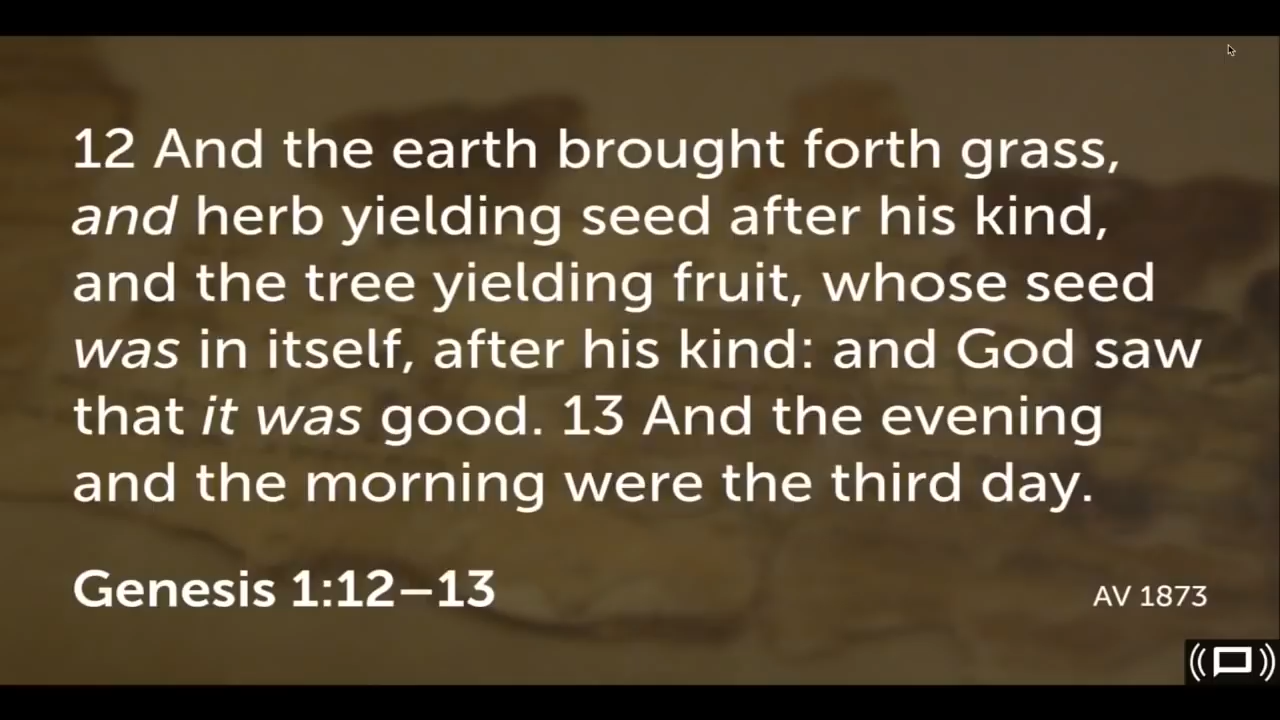 12 And the earth brought forth grass,
and herb yielding seed after his kind,
and the tree yielding fruit, whose seed
was in itself, after his kind: and God saw
that it was good. 13 And the evening
and the morning were the third day.
Genesis 1:12–13
AV 1873